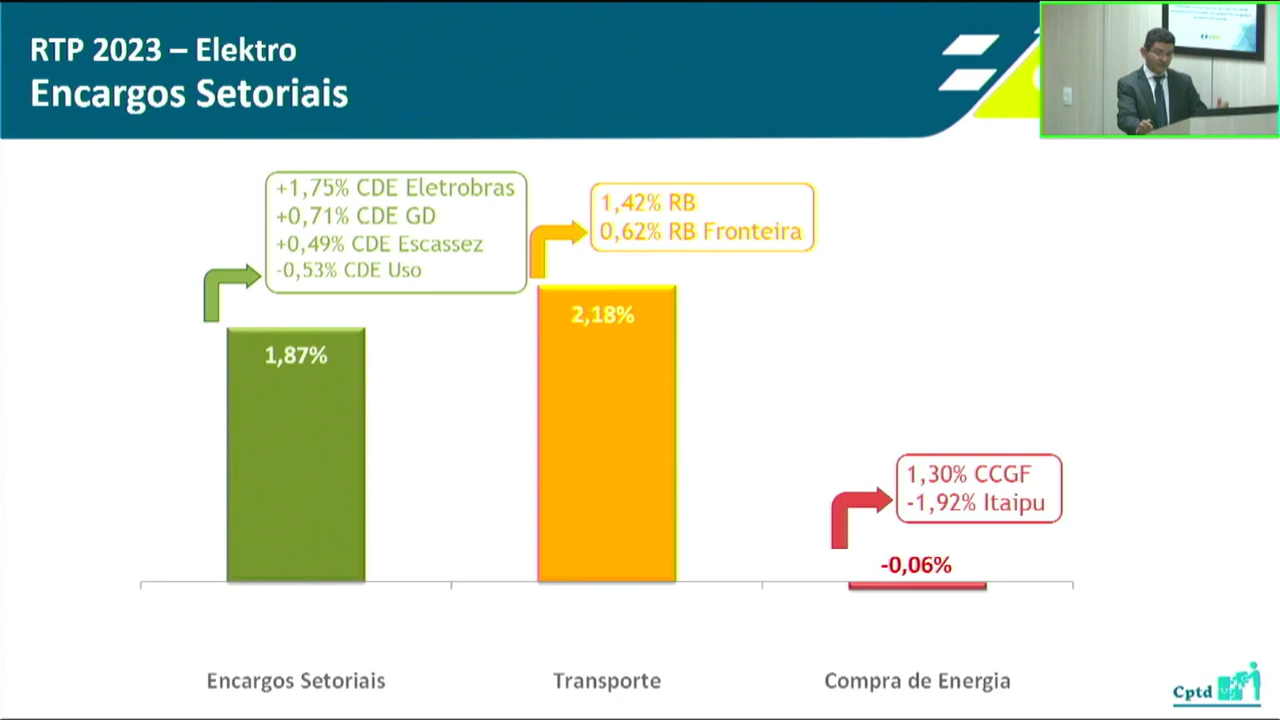 RTP 2023 – Elektro
Encargos Setoriais
+1,75% CDE Eletrobras
+0,71% CDE GD
+0,49% CDE Escassez
-0,53% CDE Uso
1,42% RB
0,62% RB Fronteira
1,87%
2,18%
1,30% CCGF
-1,92% Itaipu
-0,06%
Encargos Setoriais
Transporte
Compra de Energia
Cptd